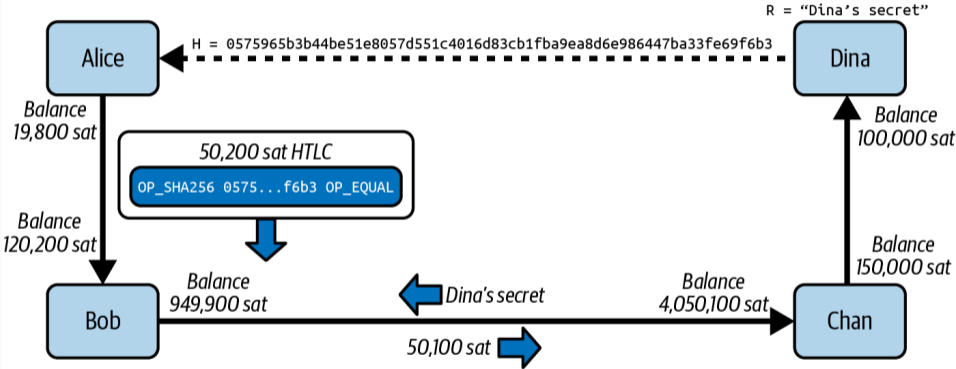 R = “Dina’s secret”
Alice
H = 0575965b3b44be51e8057d551c4016d83cb1fba9ea8d6e986447ba33fe69f6b3
Dina
Balance
19,800 sat
Balance
100,000 sat
50,200 sat HTLC
OP_SHA256 0575...f6b3 OP_EQUAL
Balance
120,200 sat
Balance
150,000 sat
Balance
949,900 sat
Dina's secret
Balance
4,050,100 sat
Bob
Chan
50,100 sat